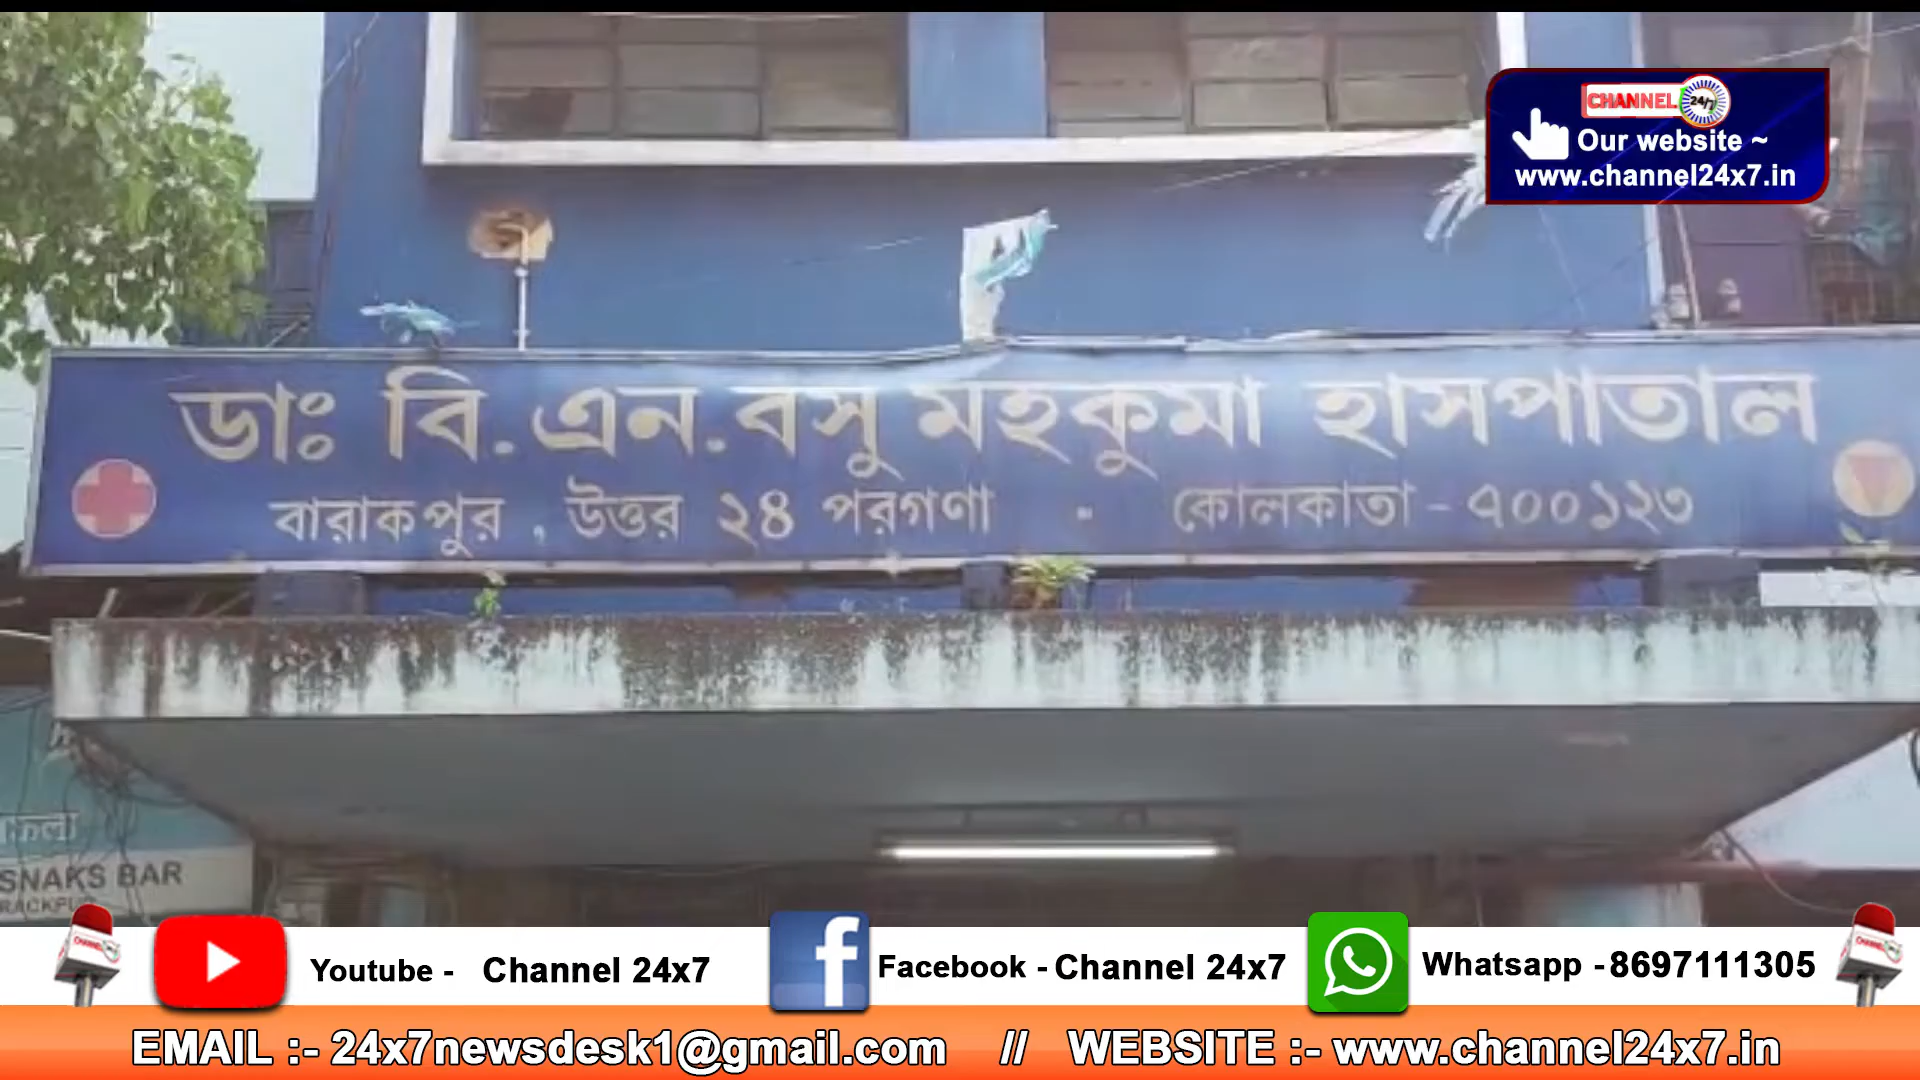 CHANNEL 24/7
Our website ~
www.channel24x7.in
ডাঃ বি.এন.বসু মহকুমা হাসপাতাল
বারাকপুর , উত্তর ২৪ পরগণা - কোলকাতা - ৭০০১২৩
SNAKS BAR
Youtube - Channel 24x7
Facebook - Channel 24x7
Whatsapp - 8697111305
EMAIL :- 24x7newsdesk1@gmail.com // WEBSITE :- www.channel24x7.in